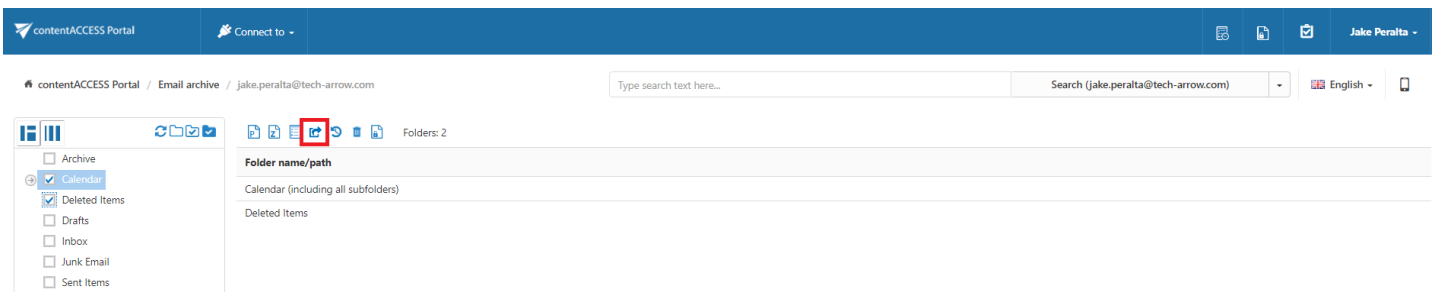 contentACCESS Portal
Connect to
Jake Peralta
contentACCESS Portal / Email archive / jake.peralta@tech-arrow.com
Type search text here...
Search (jake.peralta@tech-arrow.com)
English
Folders: 2
Archive
Calendar
Deleted Items
Drafts
Inbox
Junk Email
Sent Items
Folder name/path
Calendar (including all subfolders)
Deleted Items